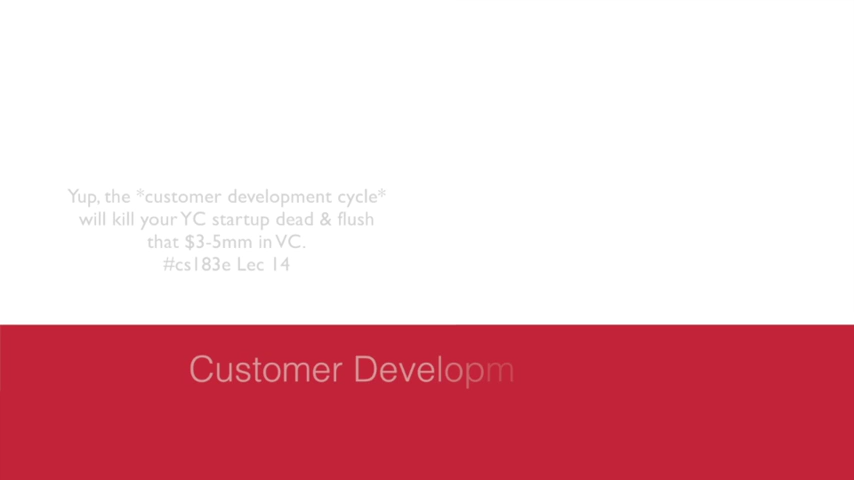 Yup, the *customer development cycle*
will kill your YC startup dead & flush
that $3-5mm in VC.
#cs183e Lec 14
Customer Developm